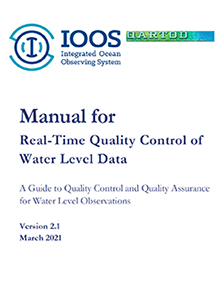 IOOS
Integrated Ocean
Observing System
QARTOD
Manual for
Real-Time Quality Control of
Water Level Data
A Guide to Quality Control and Quality Assurance
for Water Level Observations
Version 2.1
March 2021